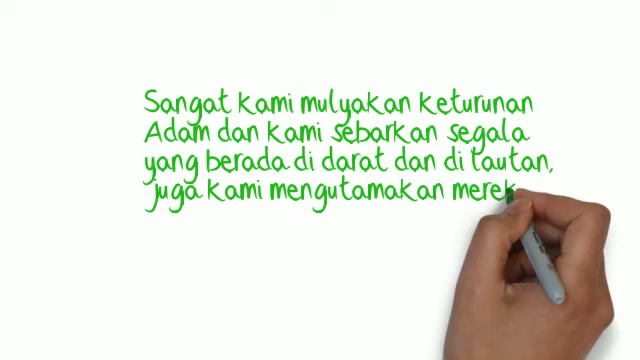 Sangat kami mulyakan keturunan
Adam dan kami sebarkan segala
yang berada di darat dan di lautan,
juga kami mengutamakan merek